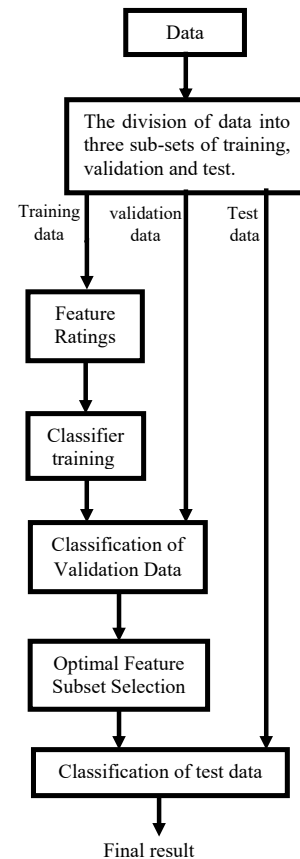 Data
The division of data into
three sub-sets of training,
validation and test.
Training
data
validation
data
Test
data
Feature
Ratings
Classifier
training
Classification of
Validation Data
Optimal Feature
Subset Selection
Classification of test data
Final result